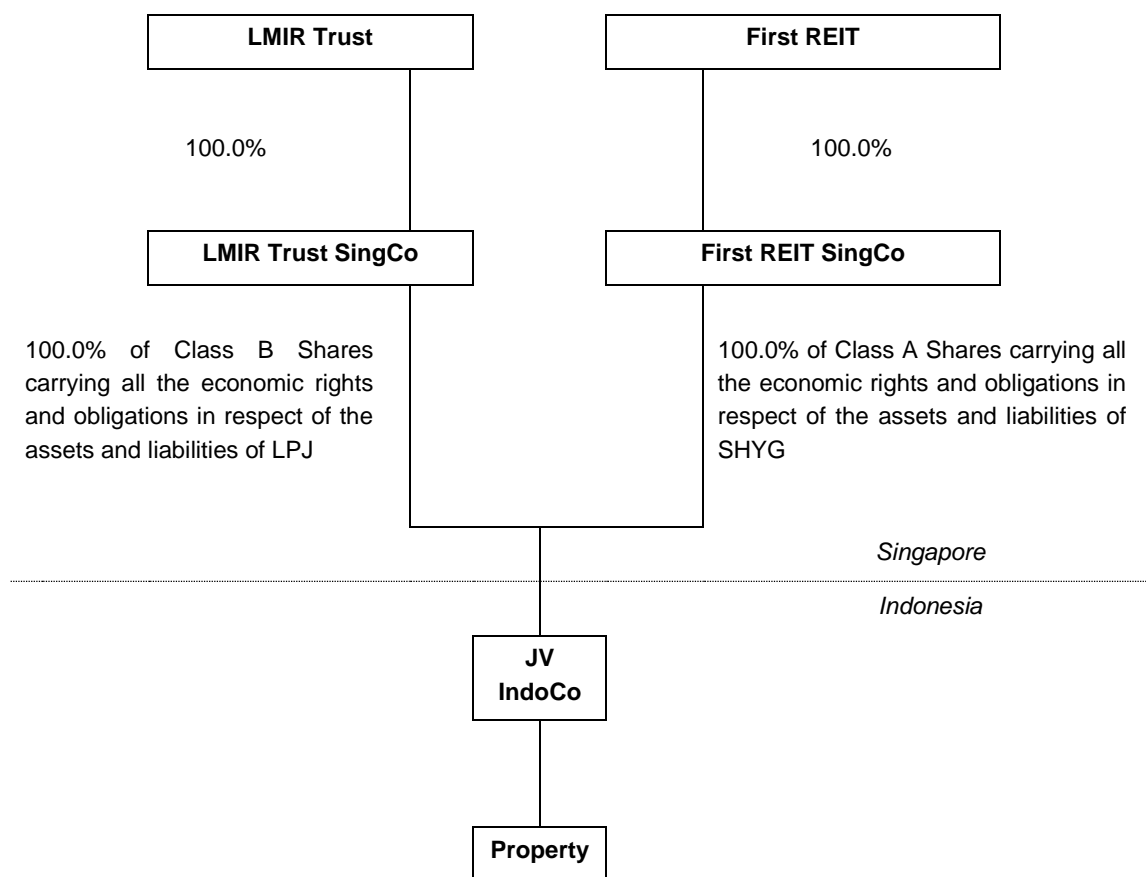 LMIR Trust
First REIT
100.0%
100.0%
LMIR Trust SingCo
First REIT SingCo
100.0% of Class B Shares
carrying all the economic rights
and obligations in respect of the
assets and liabilities of LPJ
100.0% of Class A Shares carrying all
the economic rights and obligations in
respect of the assets and liabilities of
SHYG
Singapore
Indonesia
JV
IndoCo
Property